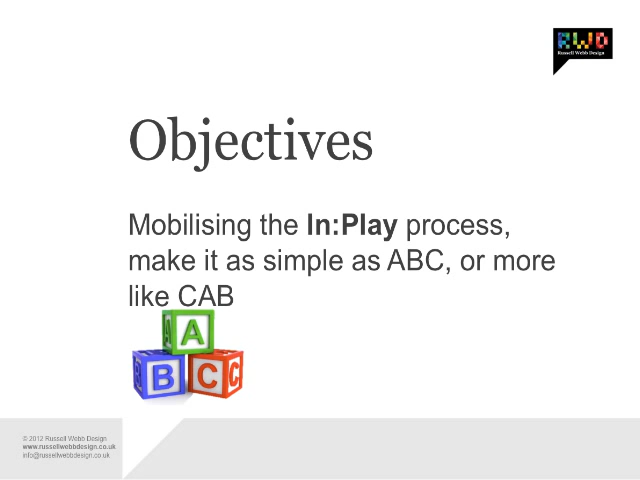 RWD
Russell Webb Design
Objectives
Mobilising the In:Play process,
make it as simple as ABC, or more
like CAB
A A
B B C C
© 2012 Russell Webb Design
www.russellwebbdesign.co.uk
info@russellwebbdesign.co.uk